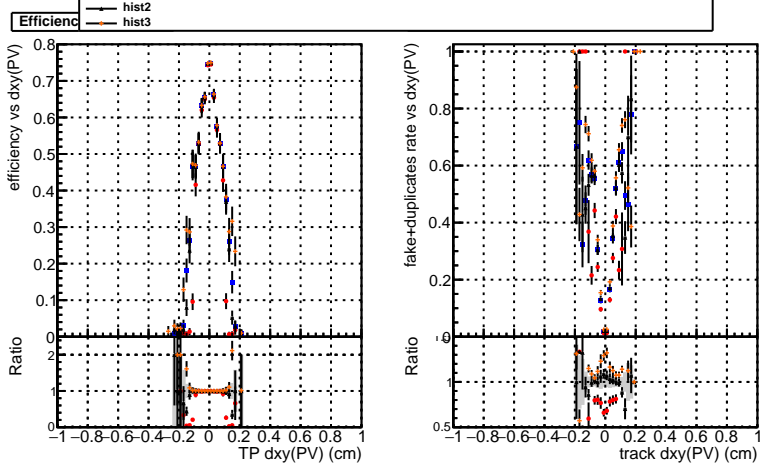 hist2
Efficienc
hist3
efficiency vs dxy(PV)
0.8
0.7
0.6
0.5
0.4
0.3
0.2
0.1
0
Ratio
2
1
0
−1 −0.8 −0.6 −0.4 −0.2 0 0.2 0.4 0.6 0.8 1
TP dxy(PV) (cm)
fake+duplicates rate vs dxy(PV)
1
0.8
0.6
0.4
0.2
0
Ratio
1
0.5
−1 −0.8 −0.6 −0.4 −0.2 0 0.2 0.4 0.6 0.8 1
track dxy(PV) (cm)